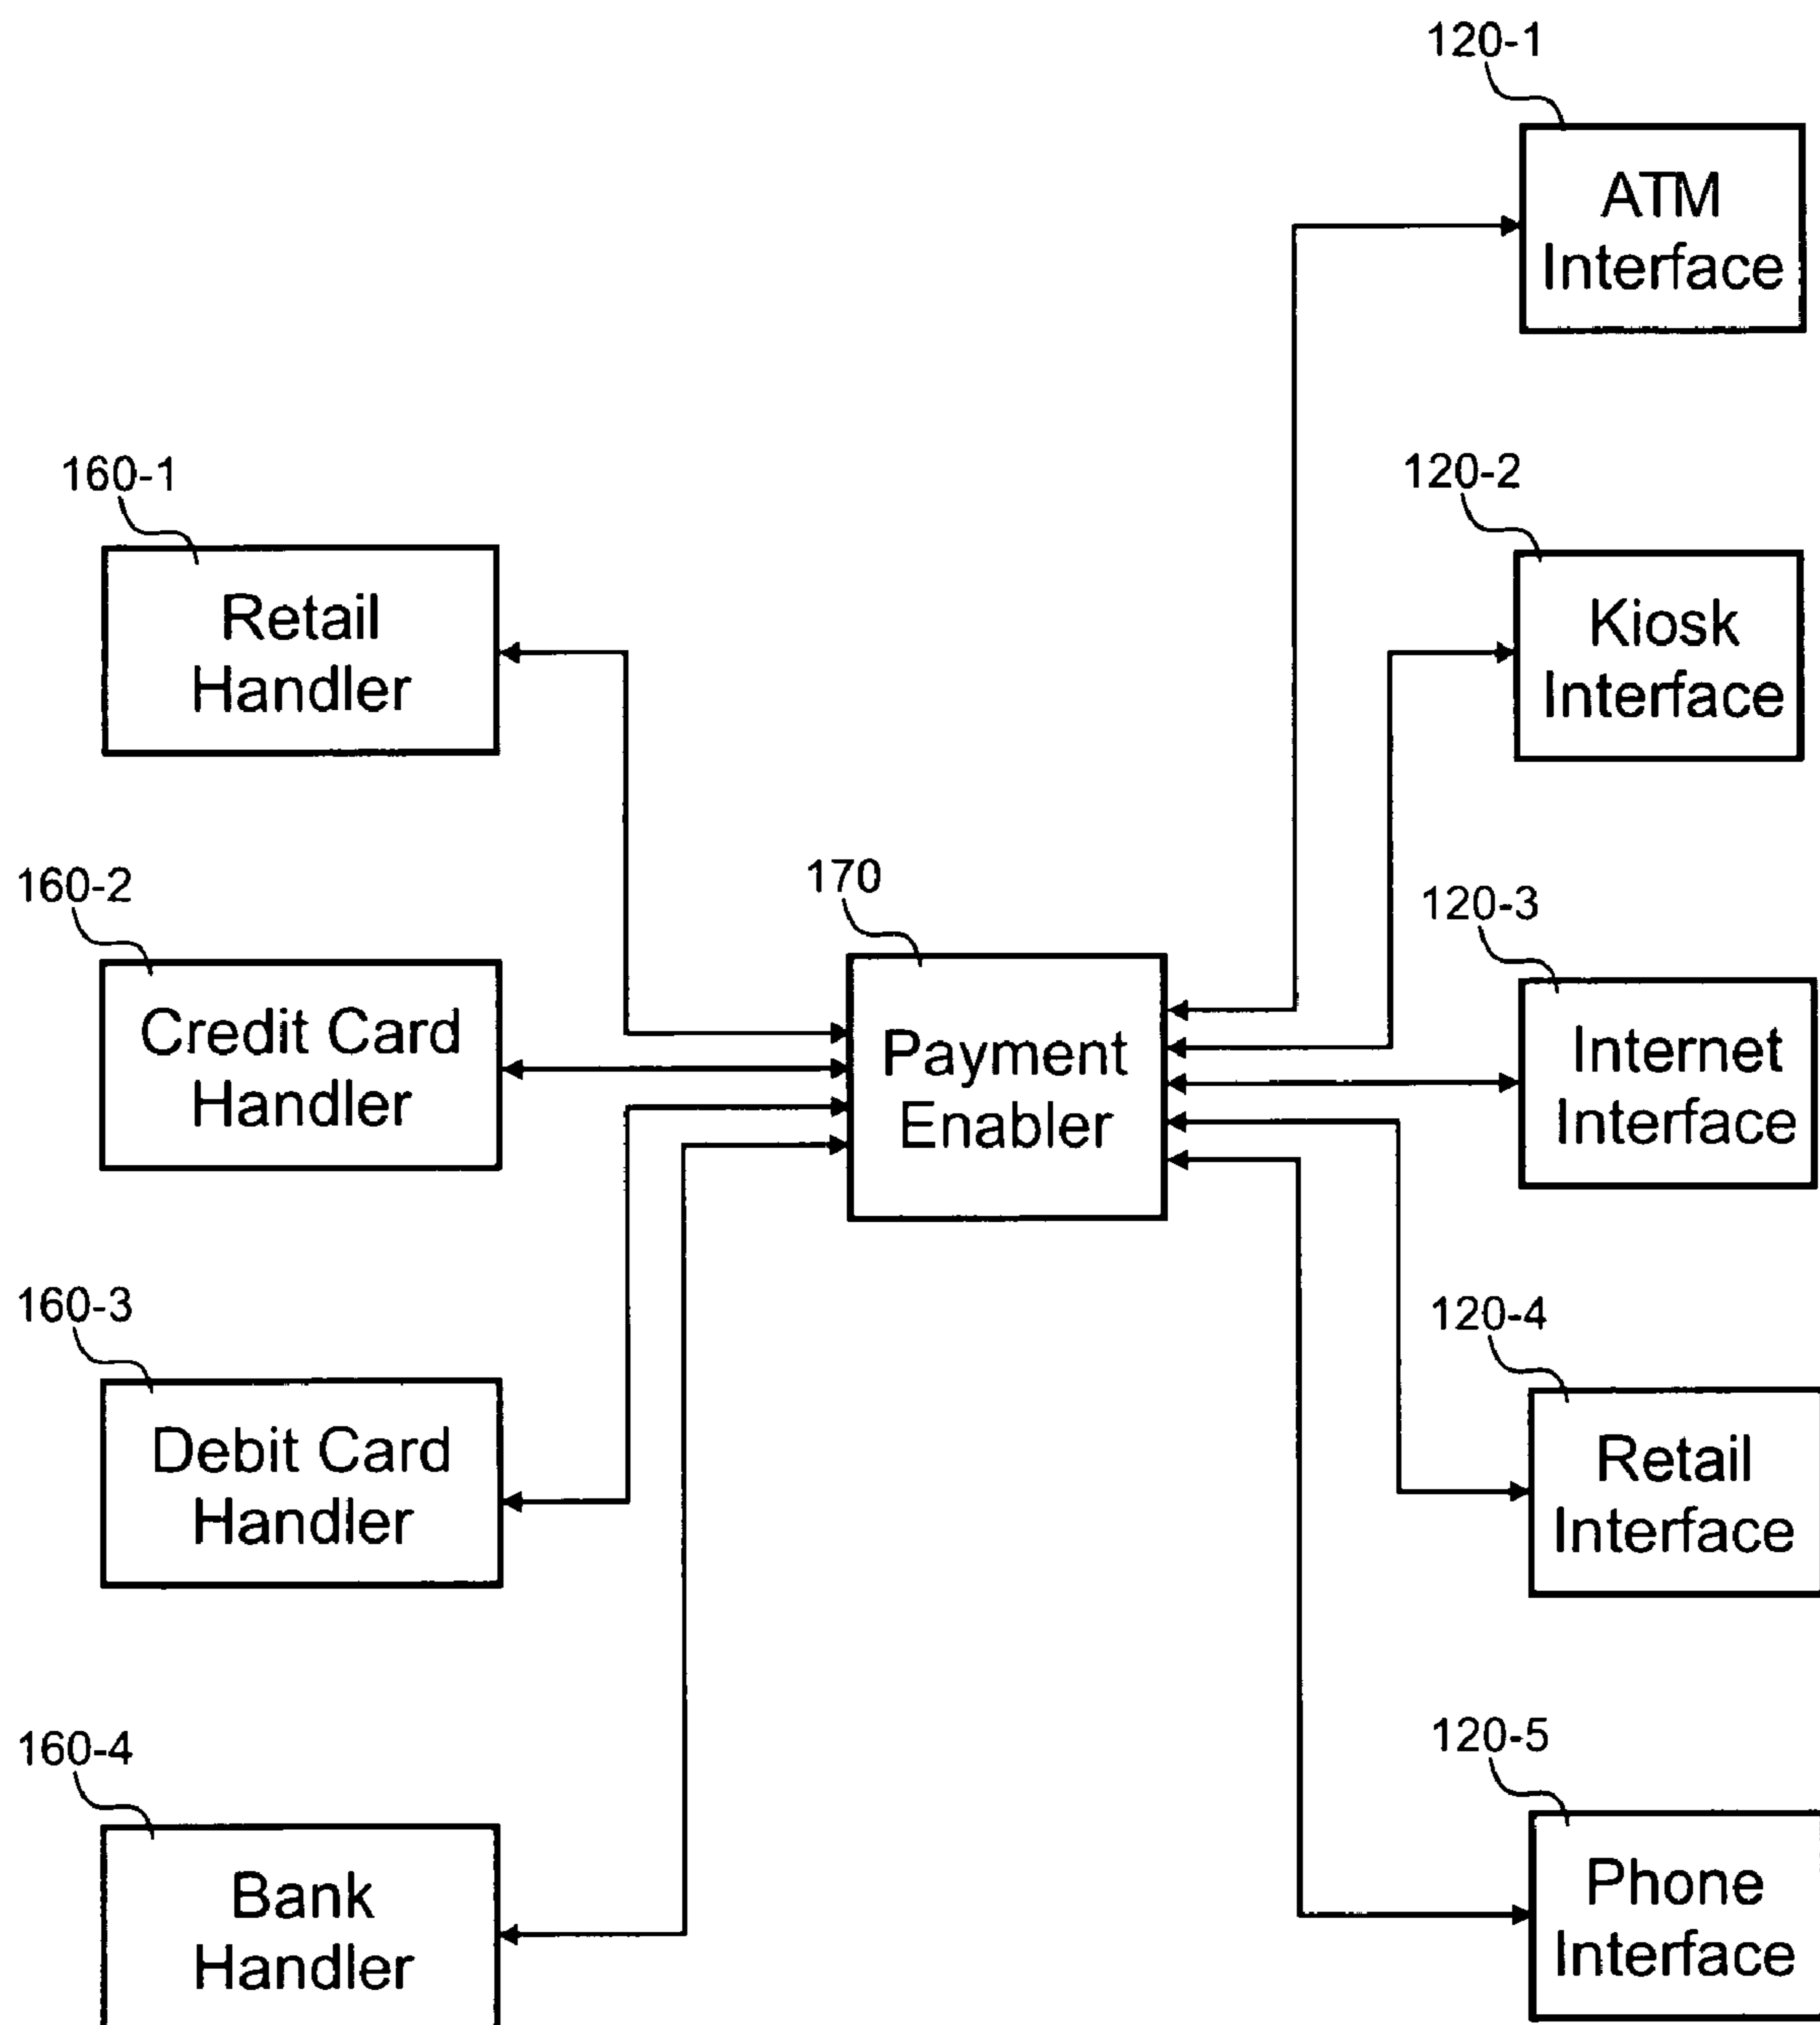 120-1
ATM
Interface
160-1
Retail
Handler
120-2
Kiosk
Interface
160-2
Credit Card
Handler
170
Payment
Enabler
120-3
Internet
Interface
160-3
Debit Card
Handler
120-4
Retail
Interface
160-4
Bank
Handler
120-5
Phone
Interface